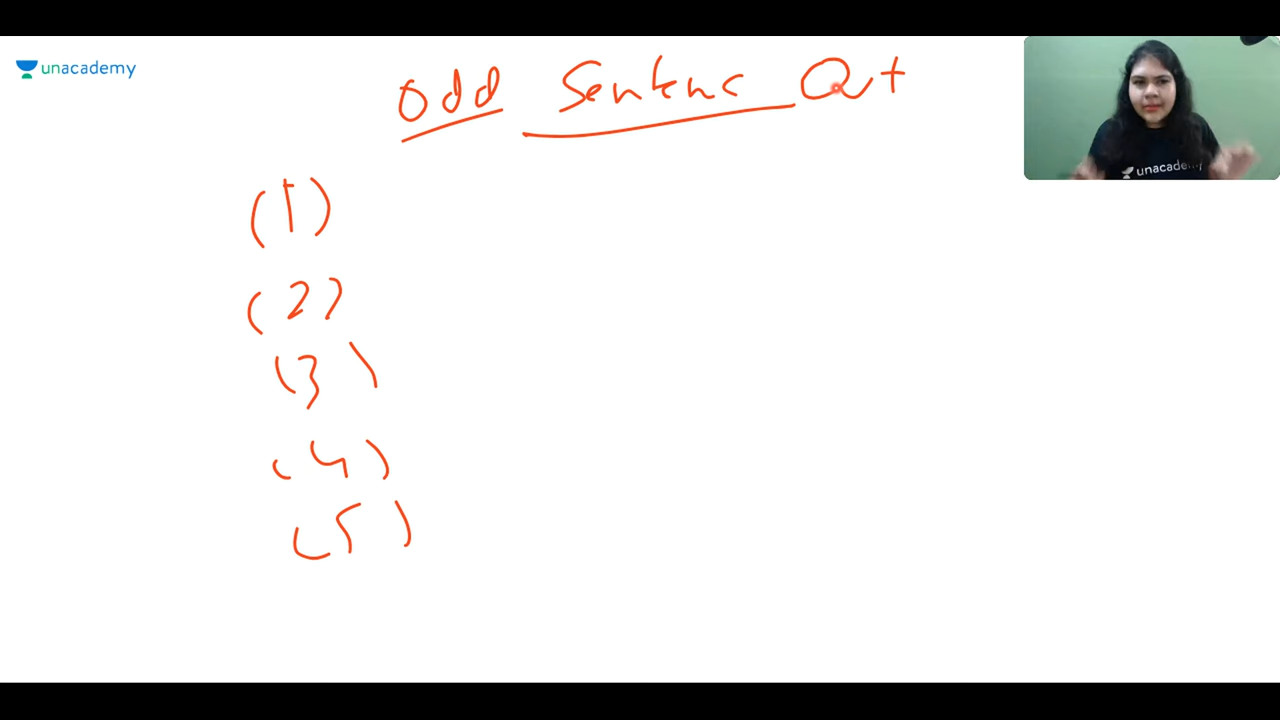 unacademy
Odd Sentenc Out
unacademy
(1)
(2)
(3)
(4)
(5)